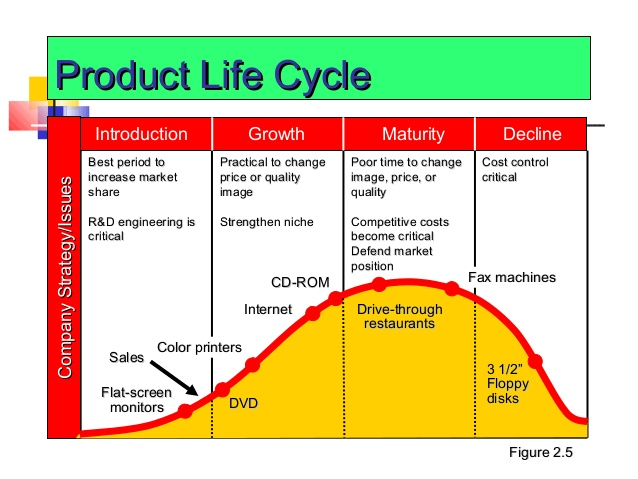 Product Life Cycle
Introduction
Growth
Maturity
Decline
Company Strategy/Issues
Best period to
increase market
share
R&D engineering is
critical
Practical to change
price or quality
image
Strengthen niche
Poor time to change
image, price, or
quality
Competitive costs
become critical
Defend market
position
Cost control
critical
CD-ROM
Fax machines
Internet
Drive-through
restaurants
Color printers
Sales
3 1/2”
Floppy
disks
Flat-screen
monitors
DVD
Figure 2.5